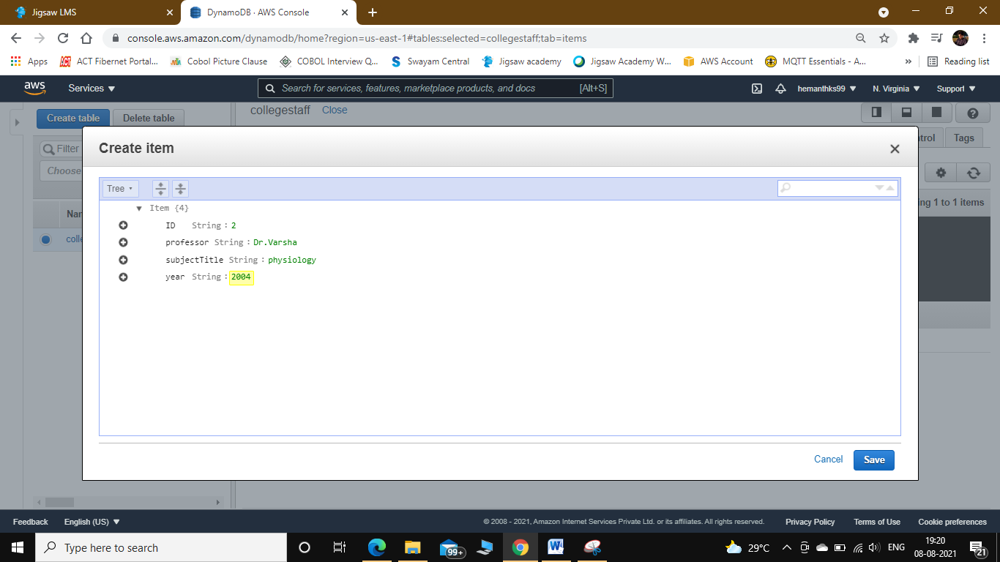 Jigsaw LMS
DynamoDB · AWS Console
console.aws.amazon.com/dynamodb/home?region=us-east-1#tables:selected=collegestaff;tab=items
Apps ACT Fibernet Portal... Cobol Picture Clause COBOL Interview Q... Swayam Central Jigsaw academy Jigsaw Academy W... AWS Account MQTT Essentials - A... » Reading list
aws Services Search for services, features, marketplace products, and docs [Alt+S] hemanthks99 N. Virginia Support
Create table Delete table collegestaff Close
Create item
Filter
Choose
trol Tags
Tree
ng 1 to 1 items
Nar
colle
Item {4}
ID String : 2
professor String : Dr.Varsha
subjectTitle String : physiology
year String : 2004
Cancel Save
Feedback English (US) © 2008 - 2021, Amazon Internet Services Private Ltd. or its affiliates. All rights reserved. Privacy Policy Terms of Use Cookie preferences
Type here to search 99+ 29°C ENG 19:20
08-08-2021 21